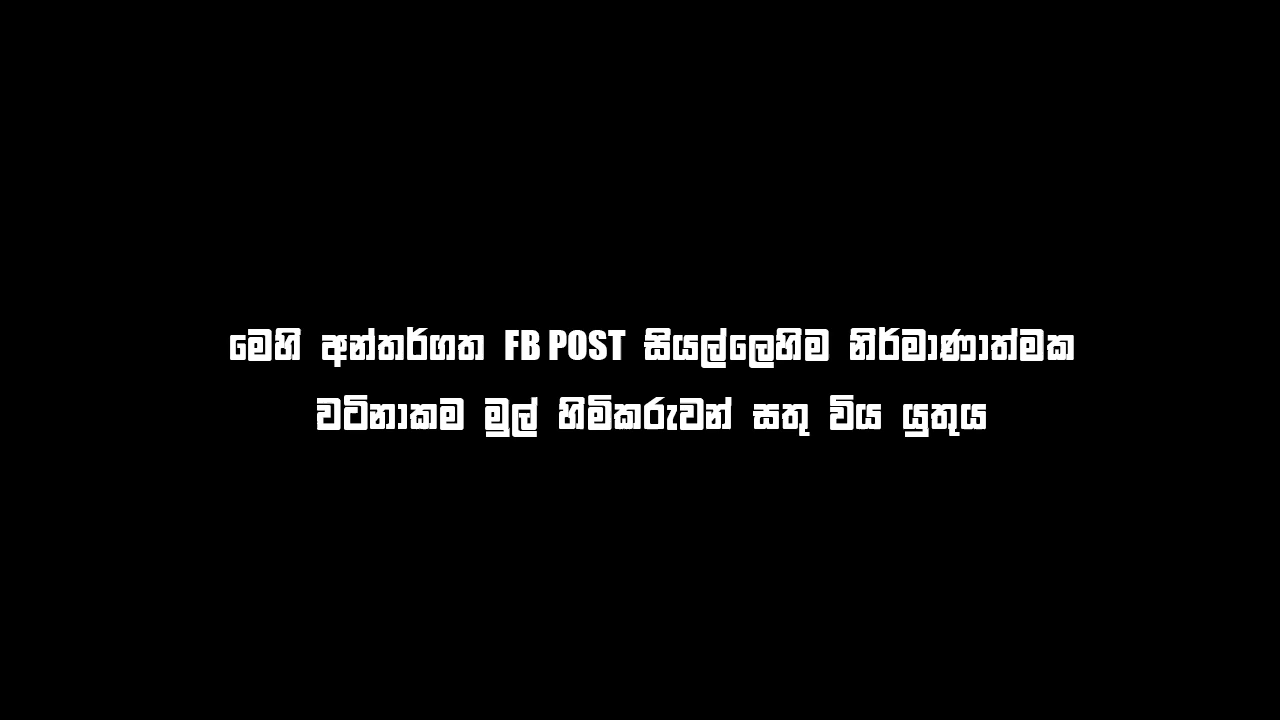 මෙහි අන්තර්ගත FB POST සියල්ලෙහිම නිර්මාණාත්මක
වටිනාකම මුල් හිමිකරුවන් සතු විය යුතුය